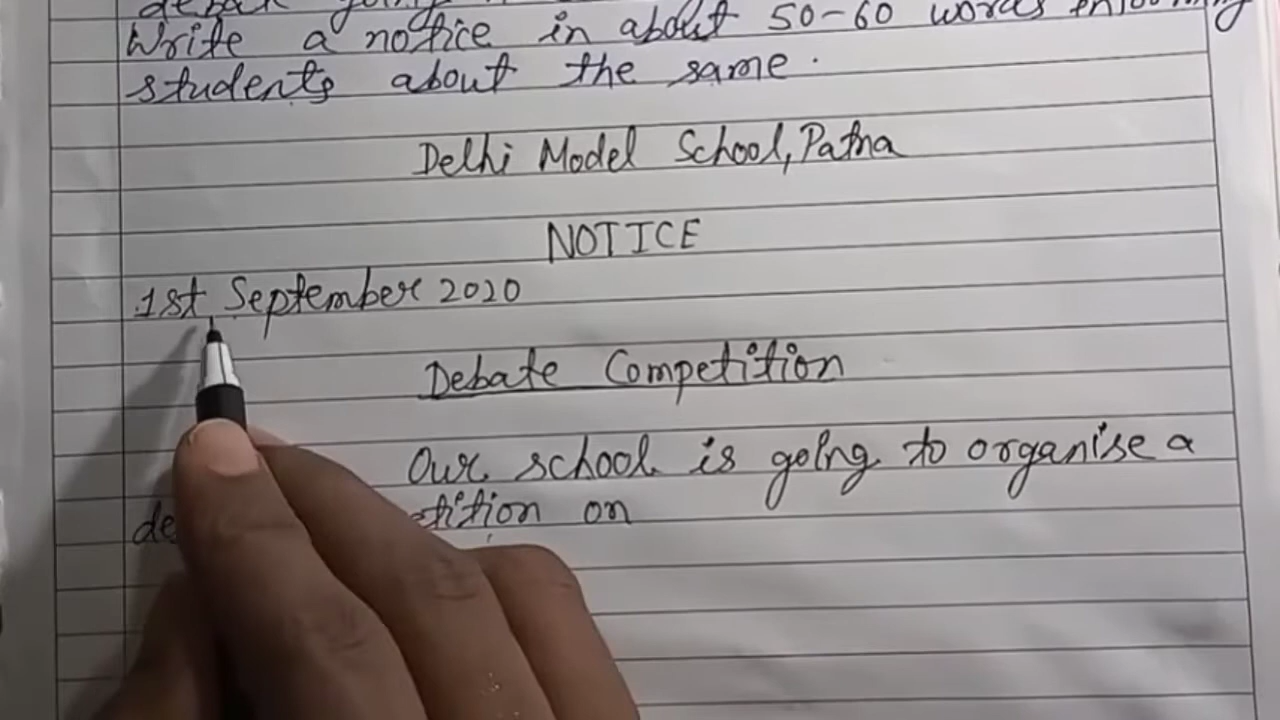 Write a notice in about 50-60 words
students about the same.
Delhi Model School, Patna
NOTICE
1st September 2020
Debate Competition
Our school is going to organise a
on